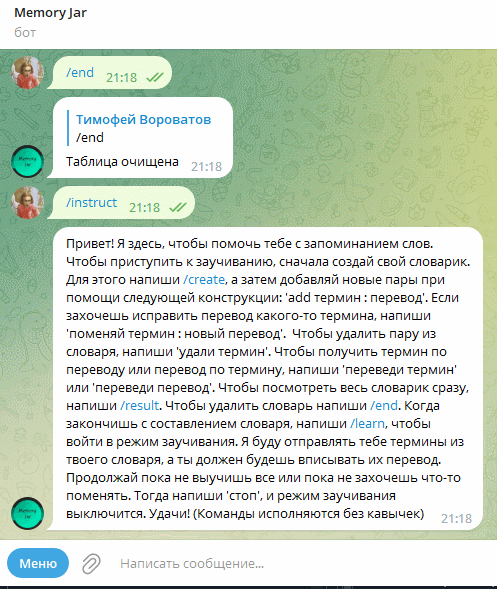 Memory Jar
бот
/end
21:18
Тимофей Вороватов
/end
Memory
Jar
Таблица очищена
21:18
/instruct
21:18
Привет! Я здесь, чтобы помочь тебе с запоминанием слов.
Чтобы приступить к заучиванию, сначала создай свой словарик.
Для этого напиши /create, а затем добавляй новые пары при
помощи следующей конструкции: 'add термин : перевод'. Если
захочешь исправить перевод какого-то термина, напиши
'поменяй термин : новый перевод'.  Чтобы удалить пару из
словаря, напиши 'удали термин'. Чтобы получить термин по
переводу или перевод по термину, напиши 'переведи термин'
или 'переведи перевод'. Чтобы посмотреть весь словарик сразу,
напиши /result. Чтобы удалить словарь напиши /end. Когда
закончишь с составлением словаря, напиши /learn, чтобы
войти в режим заучивания. Я буду отправлять тебе термины из
твоего словаря, а ты должен будешь вписывать их перевод.
Продолжай пока не выучишь все или пока не захочешь что-то
поменять. Тогда напиши 'стоп', и режим заучивания
выключится. Удачи! (Команды исполняются без кавычек)
21:18
Memory
Jar
Меню
Написать сообщение...